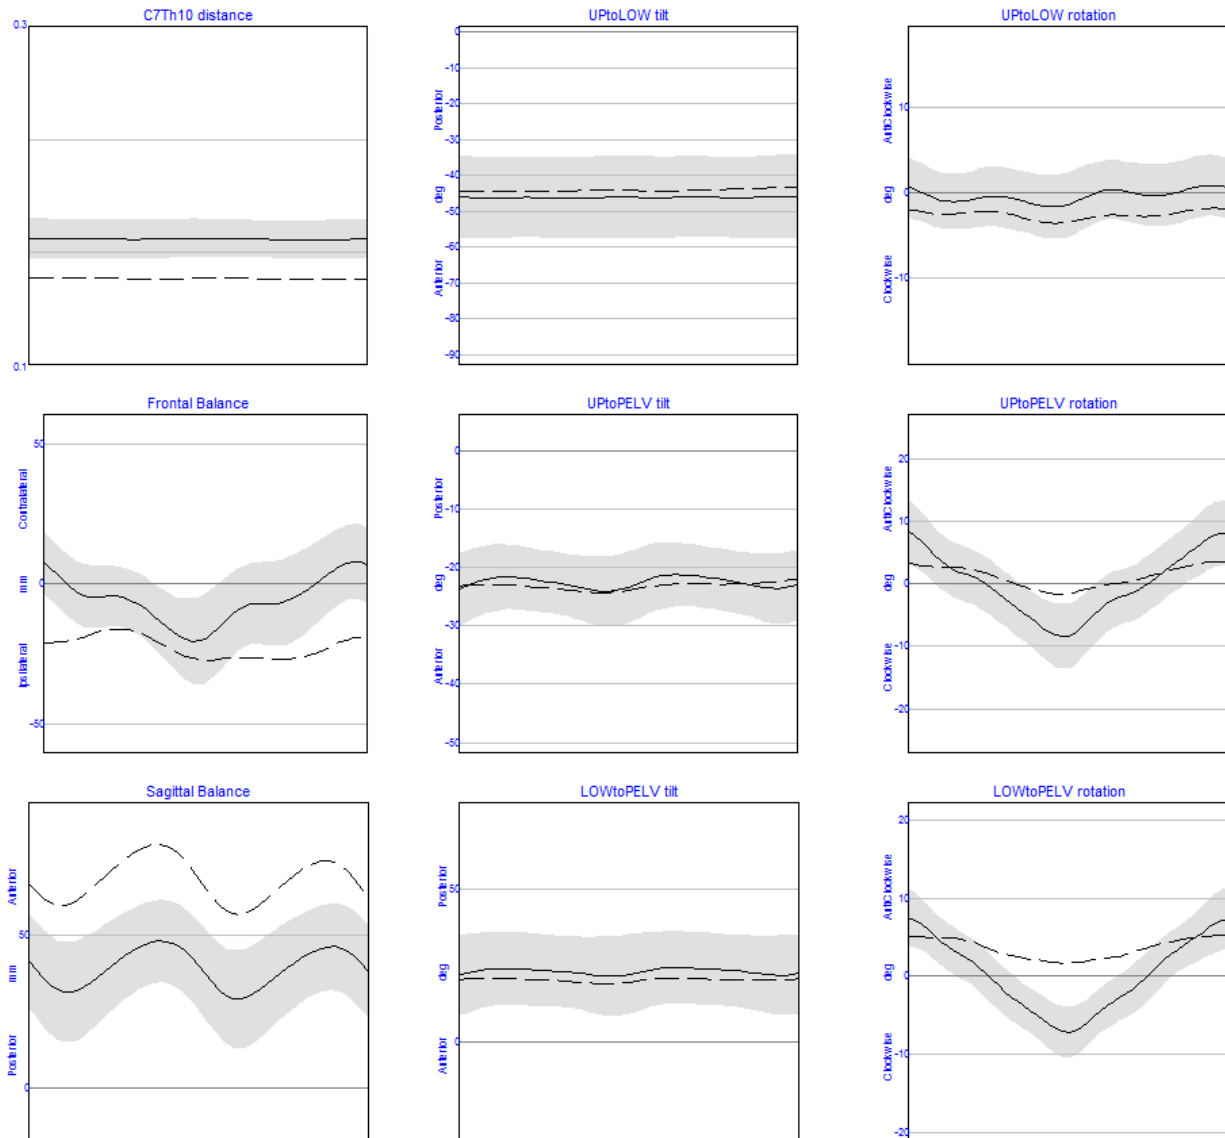 C7Th10 distance
0.3
0.1
UPtoLOW tilt
0
-10
-20
-30
-40
-50
-60
-70
-80
-90
Posterior
deg
Anterior
UPtoLOW rotation
10
0
-10
AntiClockwise
deg
Clockwise
Frontal Balance
50
0
-50
Contralateral
mm
Ipsilateral
UPtoPELV tilt
0
-10
-20
-30
-40
-50
Posterior
deg
Anterior
UPtoPELV rotation
20
10
0
-10
-20
AntiClockwise
deg
Clockwise
Sagittal Balance
50
0
Anterior
mm
Posterior
LOWtoPELV tilt
50
0
Posterior
deg
Anterior
LOWtoPELV rotation
20
10
0
-10
-20
AntiClockwise
deg
Clockwise